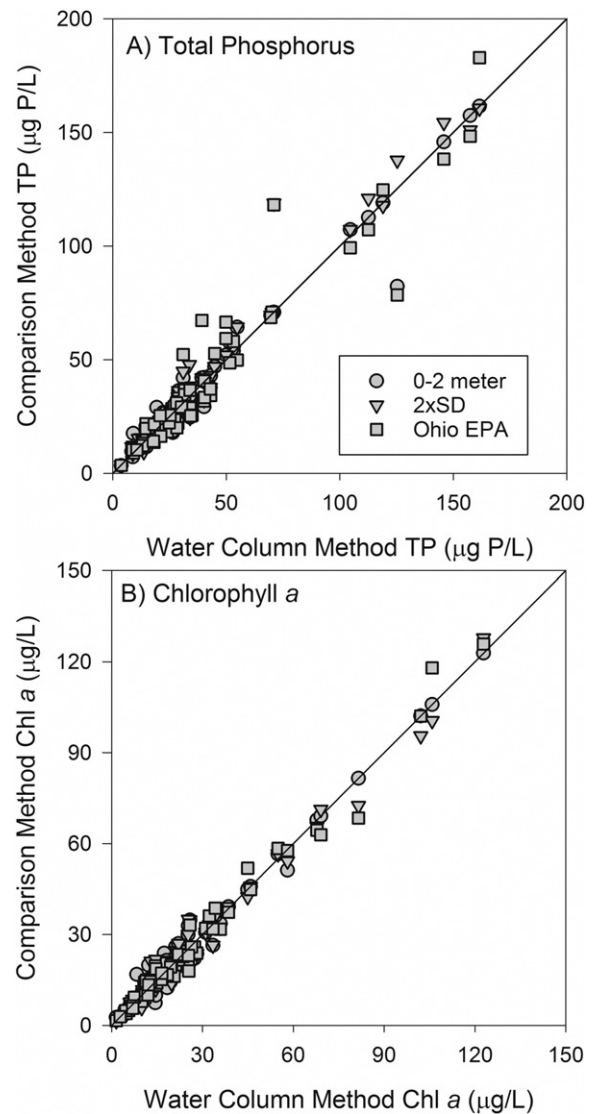 A) Total Phosphorus
Comparison Method TP (μg P/L)
200
150
100
50
0
0-2 meter
2xSD
Ohio EPA
0
50
100
150
200
Water Column Method TP (μg P/L)
B) Chlorophyll a
Comparison Method Chl a (μg/L)
150
120
90
60
30
0
0
30
60
90
120
150
Water Column Method Chl a (μg/L)